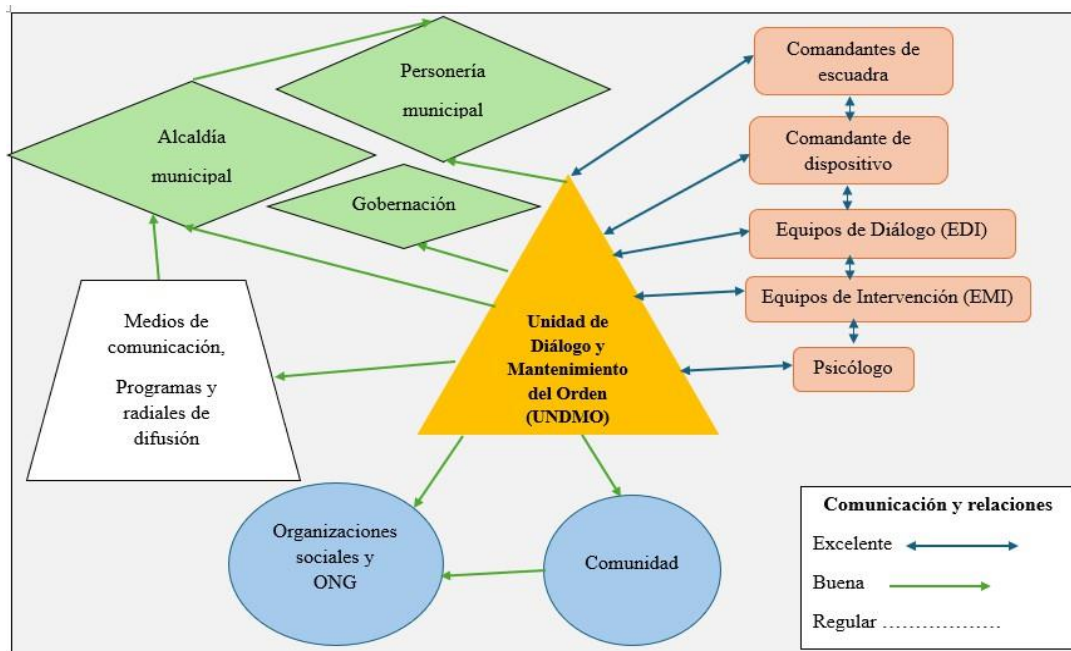 Personería
municipal
Alcaldía
municipal
Gobernación
Comandantes de
escuadra
Comandante de
dispositivo
Equipos de Diálogo (EDI)
Equipos de Intervención (EMI)
Psicólogo
Unidad de
Diálogo y
Mantenimiento
del Orden
(UNDMO)
Medios de
comunicación,
Programas y
radiales de
difusión
Organizaciones
sociales y
ONG
Comunidad
Comunicación y relaciones
Excelente
Buena
Regular ....................